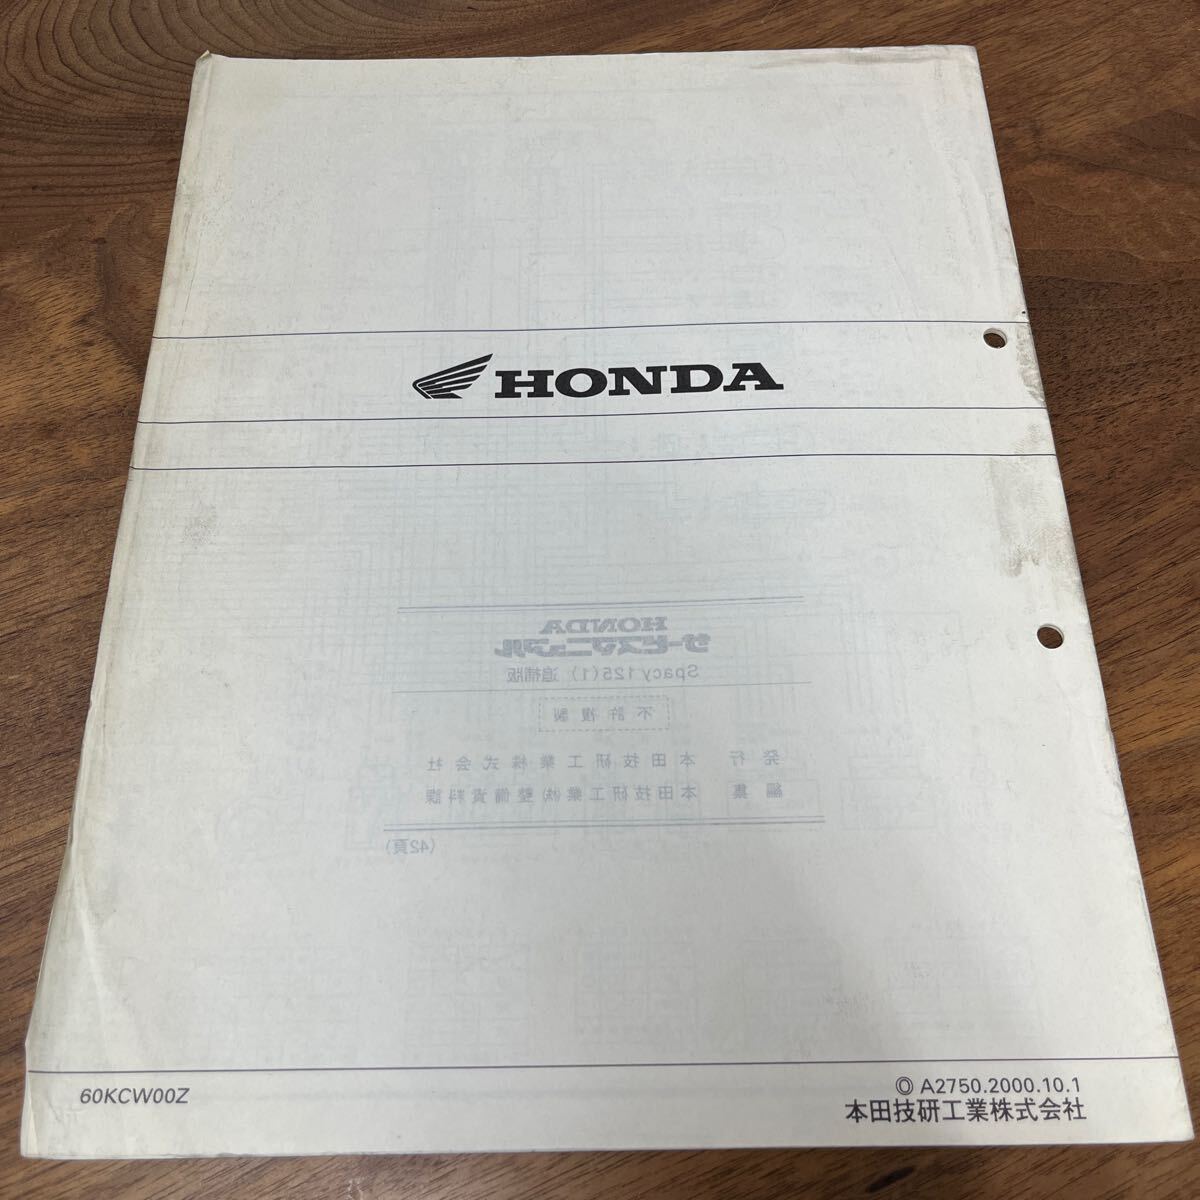 HONDA
HONDA
サービスマニュアル
Spacy125(1) 追補版
不許複製
発行 本田技研工業株式会社
編集 本田技研工業㈱整備資料課
(42頁)
60KCW00Z
© A2750.2000.10.1
本田技研工業株式会社